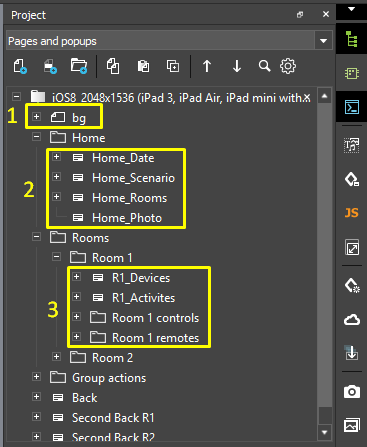 Project
Pages and popups
iOS8_2048x1536 (iPad 3, iPad Air, iPad mini with.
1
bg
Home
2
Home_Date
Home_Scenario
Home_Rooms
Home_Photo
Rooms
Room 1
3
R1_Devices
R1_Activites
Room 1 controls
Room 1 remotes
Room 2
Group actions
Back
Second Back R1
Second Back R2
JS